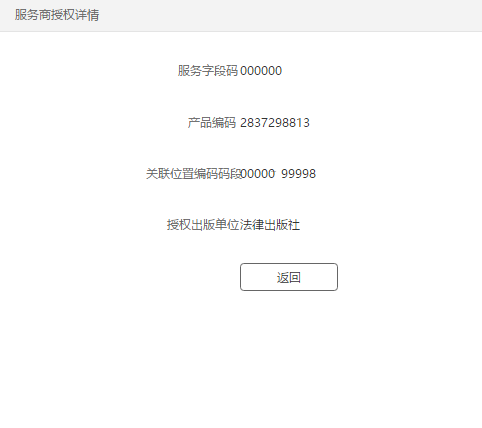 服务商授权详情
服务字段码 000000
产品编码 2837298813
关联位置编码码段00000- 99998
授权出版单位 法律出版社
返回